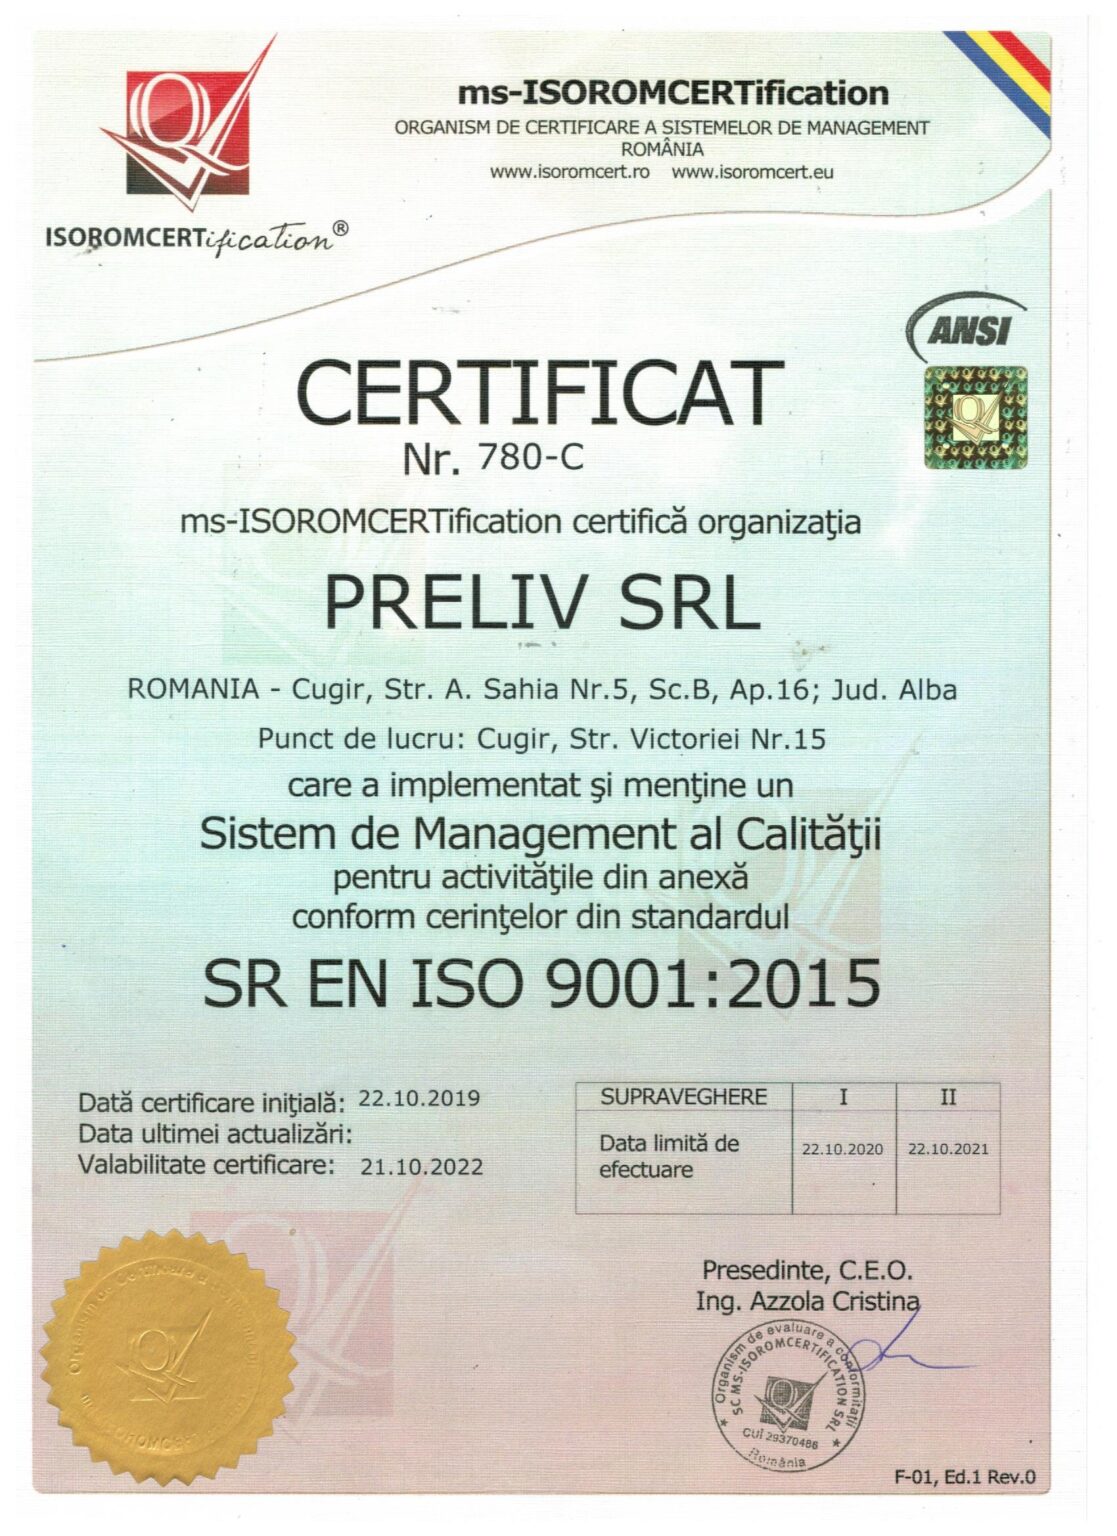 ms-ISOROMCERTification
ORGANISM DE CERTIFICARE A SISTEMELOR DE MANAGEMENT
ROMÂNIA
www.isoromcert.ro www.isoromcert.eu
ISOROMCERTification®
ANSI
CERTIFICAT
Nr. 780-C
ms-ISOROMCERTification certifică organizaţia
PRELIV SRL
ROMANIA - Cugir, Str. A. Sahia Nr.5, Sc.B, Ap.16; Jud. Alba
Punct de lucru: Cugir, Str. Victoriei Nr.15
care a implementat şi menţine un
Sistem de Management al Calităţii
pentru activităţile din anexă
conform cerinţelor din standardul
SR EN ISO 9001:2015
Dată certificare iniţială: 22.10.2019
Data ultimei actualizări:
Valabilitate certificare: 21.10.2022
SUPRAVEGHERE I II
Data limită de efectuare 22.10.2020 22.10.2021
Presedinte, C.E.O.
Ing. Azzola Cristina
Organism de evaluare a conformitatii
SC MS-ISOROMCERTIFICATION SRL
CUI 29370486
România
F-01, Ed.1 Rev.0